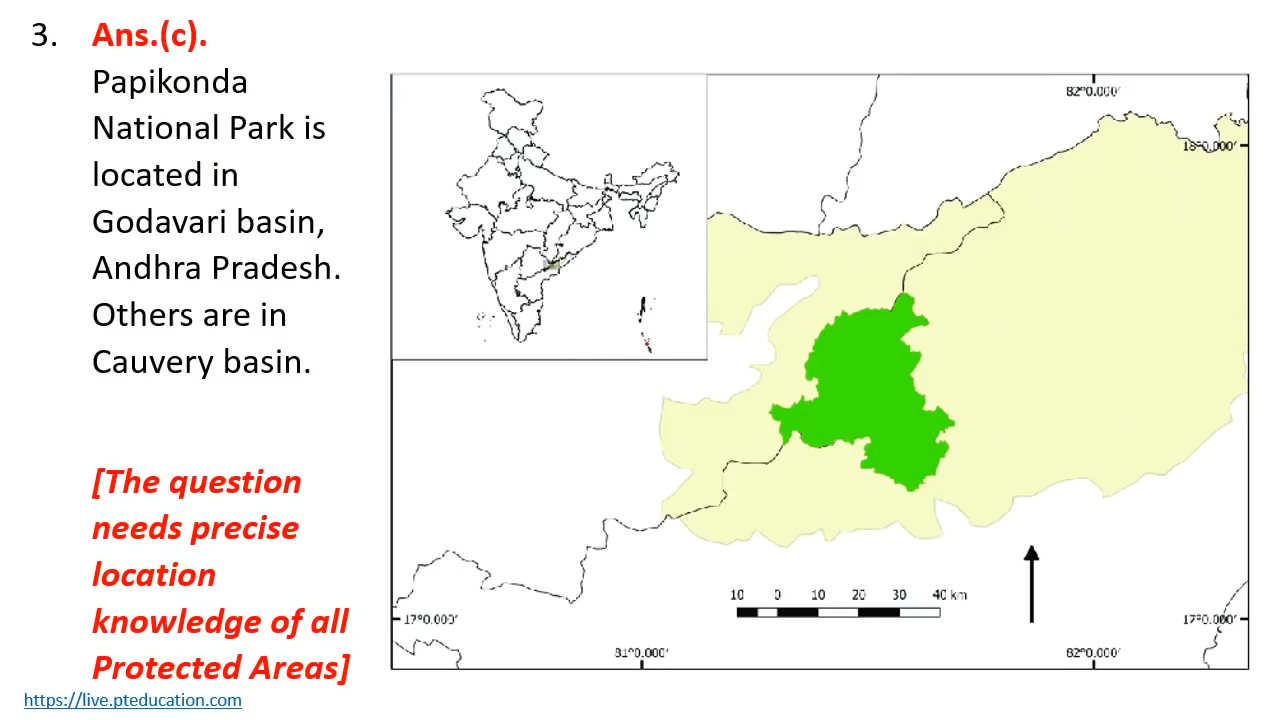 3. Ans.(c).
Papikonda
National Park is
located in
Godavari basin,
Andhra Pradesh.
Others are in
Cauvery basin.
[The question
needs precise
location
knowledge of all
Protected Areas]
https://live.pteducation.com
82°0.000′
18°0.000′
10 0 10 20 30 40 km
17°0.000′
17°0.000′
81°0.000′
82°0.000′